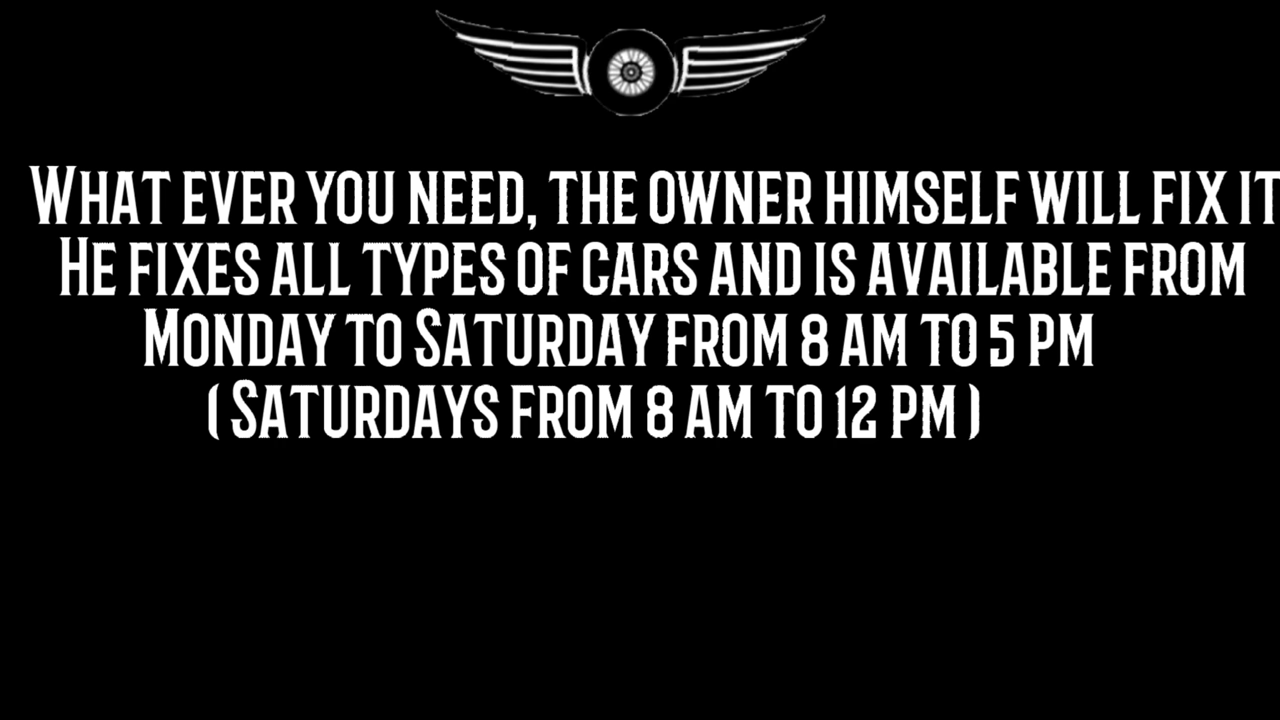 What ever you need, the owner himself will fix it
He fixes all types of cars and is available from
Monday to Saturday from 8 am to 5 pm
( Saturdays from 8 am to 12 pm )